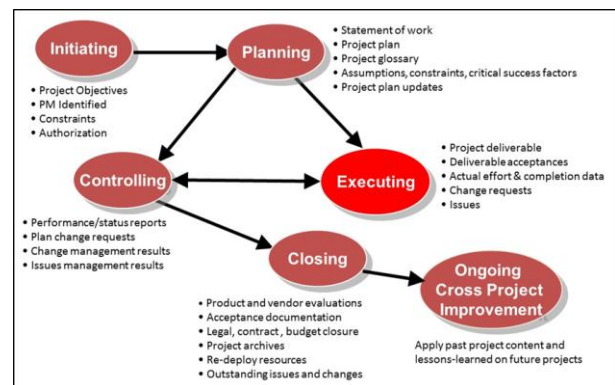 Initiating
Planning
• Statement of work
• Project plan
• Project glossary
• Assumptions, constraints, critical success factors
• Project plan updates
• Project Objectives
• PM Identified
• Constraints
• Authorization
Controlling
Executing
• Project deliverable
• Deliverable acceptances
• Actual effort & completion data
• Change requests
• Issues
• Performance/status reports
• Plan change requests
• Change management results
• Issues management results
Closing
Ongoing
Cross Project
Improvement
• Product and vendor evaluations
• Acceptance documentation
• Legal, contract , budget closure
• Project archives
• Re-deploy resources
• Outstanding issues and changes
Apply past project content and
lessons-learned on future projects